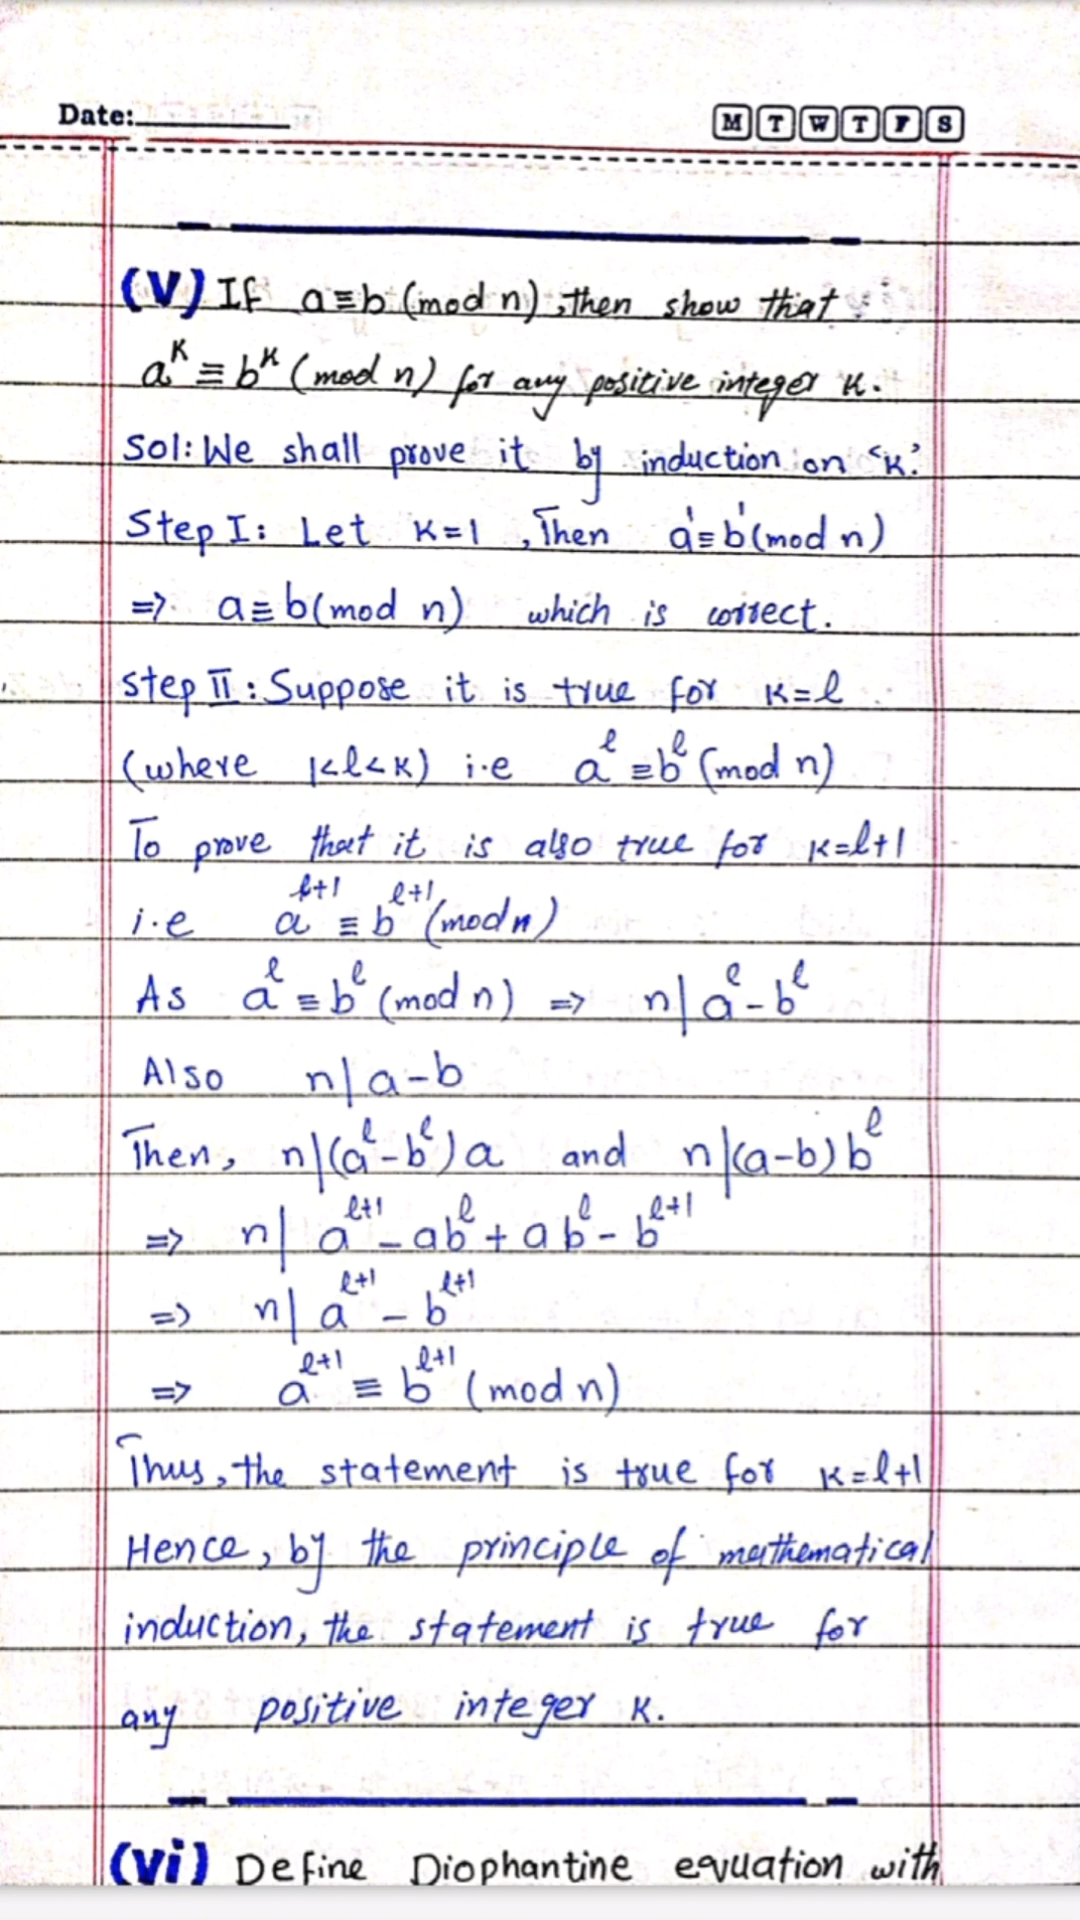 Date:
M T W T F S
(V) If a≡b (mod n), then show that :
a^k ≡ b^k (mod n) for any positive integer k.
Sol: We shall prove it by induction on ‘k’.
Step I: Let k=1, Then a^1≡b^1(mod n)
=> a≡b(mod n) which is correct.
step II: Suppose it is true for k=l
(where 1<l<k) i.e a^l ≡b^l (mod n)
To prove that it is also true for k=l+1
i.e a^l+1 ≡ b^l+1 (mod n)
As a^l ≡ b^l (mod n) => n| a^l - b^l
Also n| a-b
Then, n|(a^l-b^l)a and n|(a-b)b^l
=> n| a^l+1 - ab^l + ab^l - b^l+1
=> n| a^l+1 - b^l+1
=> a^l+1 ≡ b^l+1 (mod n)
Thus, the statement is true for k=l+1
Hence, by the principle of mathematical
induction, the statement is true for
any positive integer k.
(vi) Define Diophantine equation with